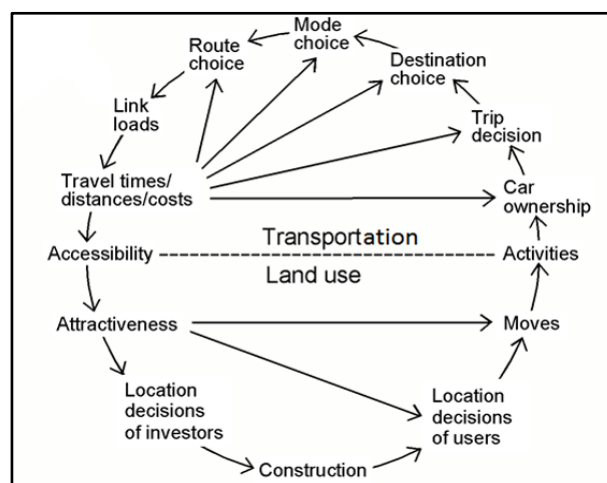 Mode
choice
Route
choice
Destination
choice
Link
loads
Trip
decision
Travel times/
distances/costs
Car
ownership
Transportation
Accessibility
Activities
Land use
Attractiveness
Moves
Location
decisions
of investors
Location
decisions
of users
Construction